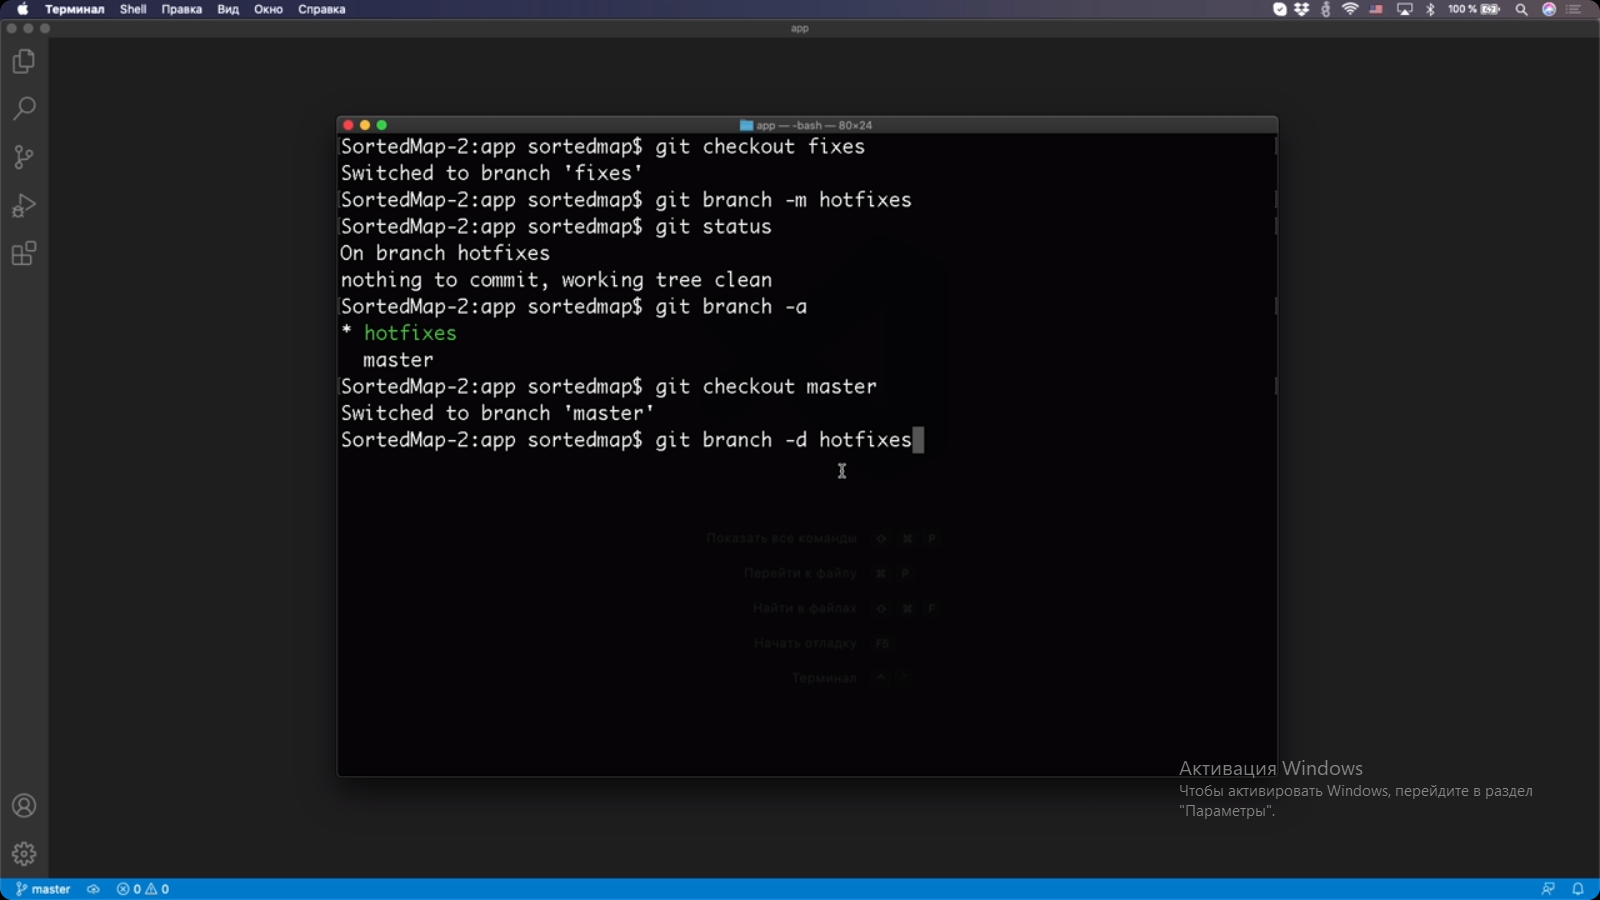 Терминал Shell Правка Вид Окно Справка 100 %
app
app — -bash — 80×24
SortedMap-2:app sortedmap$ git checkout fixes
Switched to branch 'fixes'
SortedMap-2:app sortedmap$ git branch -m hotfixes
SortedMap-2:app sortedmap$ git status
On branch hotfixes
nothing to commit, working tree clean
SortedMap-2:app sortedmap$ git branch -a
* hotfixes
master
SortedMap-2:app sortedmap$ git checkout master
Switched to branch 'master'
SortedMap-2:app sortedmap$ git branch -d hotfixes
Показать все команды ⇧ ⌘ P
Перейти к файлу ⌘ P
Найти в файлах ⇧ ⌘ F
Начать отладку F5
Терминал ^ `
Активация Windows
Чтобы активировать Windows, перейдите в раздел
"Параметры".
master 0 0